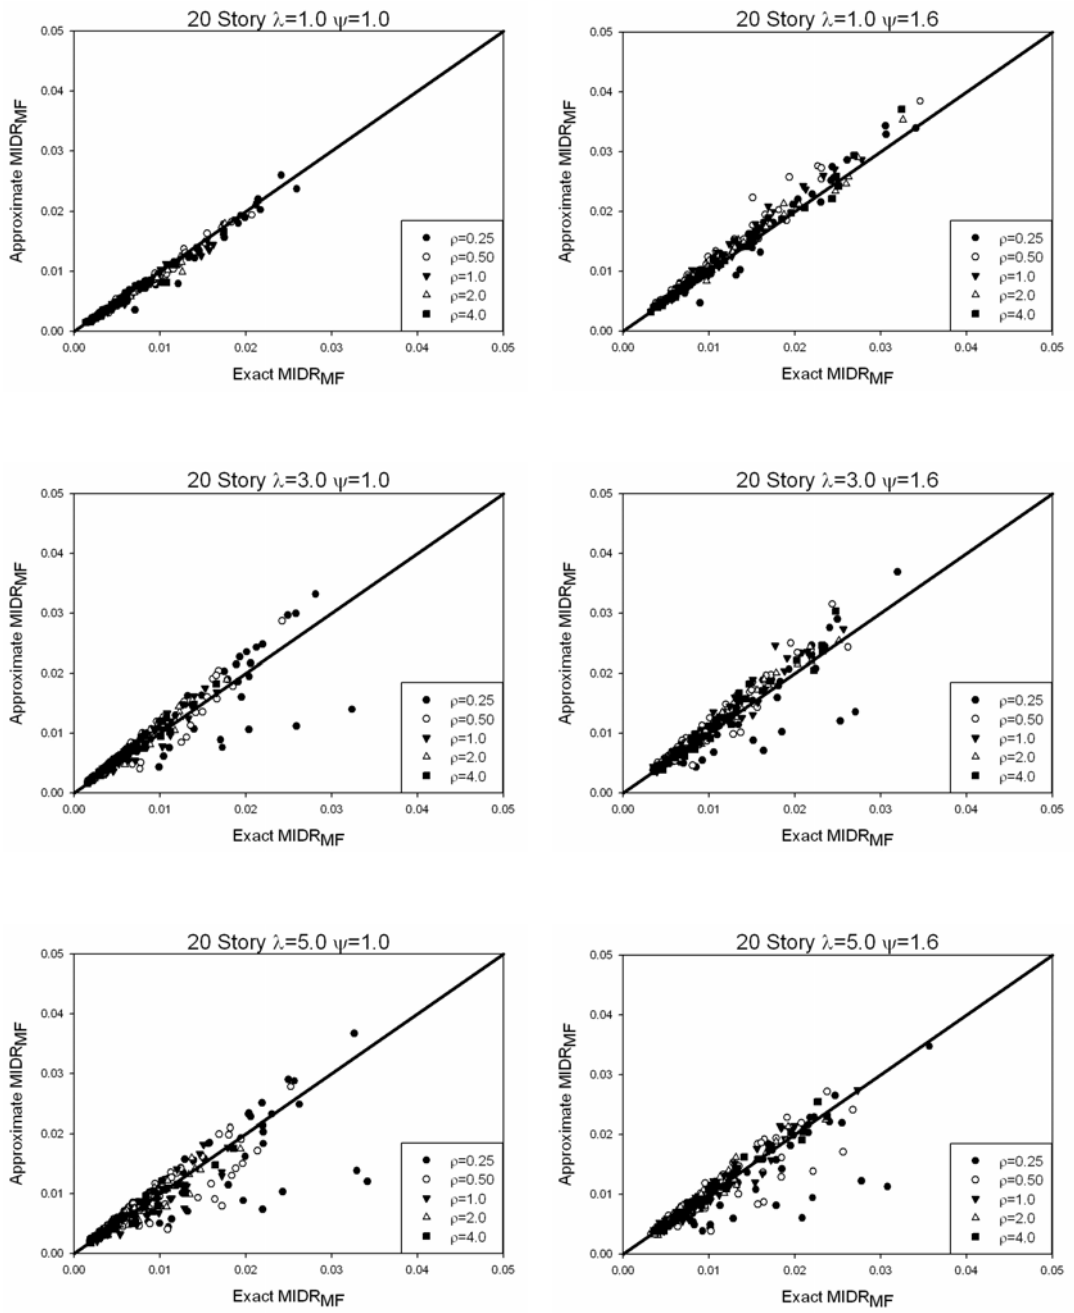 20 Story λ=1.0 ψ=1.0
Approximate MIDRMF
0.05
0.04
0.03
0.02
0.01
0.00
ρ=0.25
ρ=0.50
ρ=1.0
ρ=2.0
ρ=4.0
0.00 0.01 0.02 0.03 0.04 0.05
Exact MIDRMF
20 Story λ=1.0 ψ=1.6
Approximate MIDRMF
0.05
0.04
0.03
0.02
0.01
0.00
ρ=0.25
ρ=0.50
ρ=1.0
ρ=2.0
ρ=4.0
0.00 0.01 0.02 0.03 0.04 0.05
Exact MIDRMF
20 Story λ=3.0 ψ=1.0
Approximate MIDRMF
0.05
0.04
0.03
0.02
0.01
0.00
ρ=0.25
ρ=0.50
ρ=1.0
ρ=2.0
ρ=4.0
0.00 0.01 0.02 0.03 0.04 0.05
Exact MIDRMF
20 Story λ=3.0 ψ=1.6
Approximate MIDRMF
0.05
0.04
0.03
0.02
0.01
0.00
ρ=0.25
ρ=0.50
ρ=1.0
ρ=2.0
ρ=4.0
0.00 0.01 0.02 0.03 0.04 0.05
Exact MIDRMF
20 Story λ=5.0 ψ=1.0
Approximate MIDRMF
0.05
0.04
0.03
0.02
0.01
0.00
ρ=0.25
ρ=0.50
ρ=1.0
ρ=2.0
ρ=4.0
0.00 0.01 0.02 0.03 0.04 0.05
Exact MIDRMF
20 Story λ=5.0 ψ=1.6
Approximate MIDRMF
0.05
0.04
0.03
0.02
0.01
0.00
ρ=0.25
ρ=0.50
ρ=1.0
ρ=2.0
ρ=4.0
0.00 0.01 0.02 0.03 0.04 0.05
Exact MIDRMF